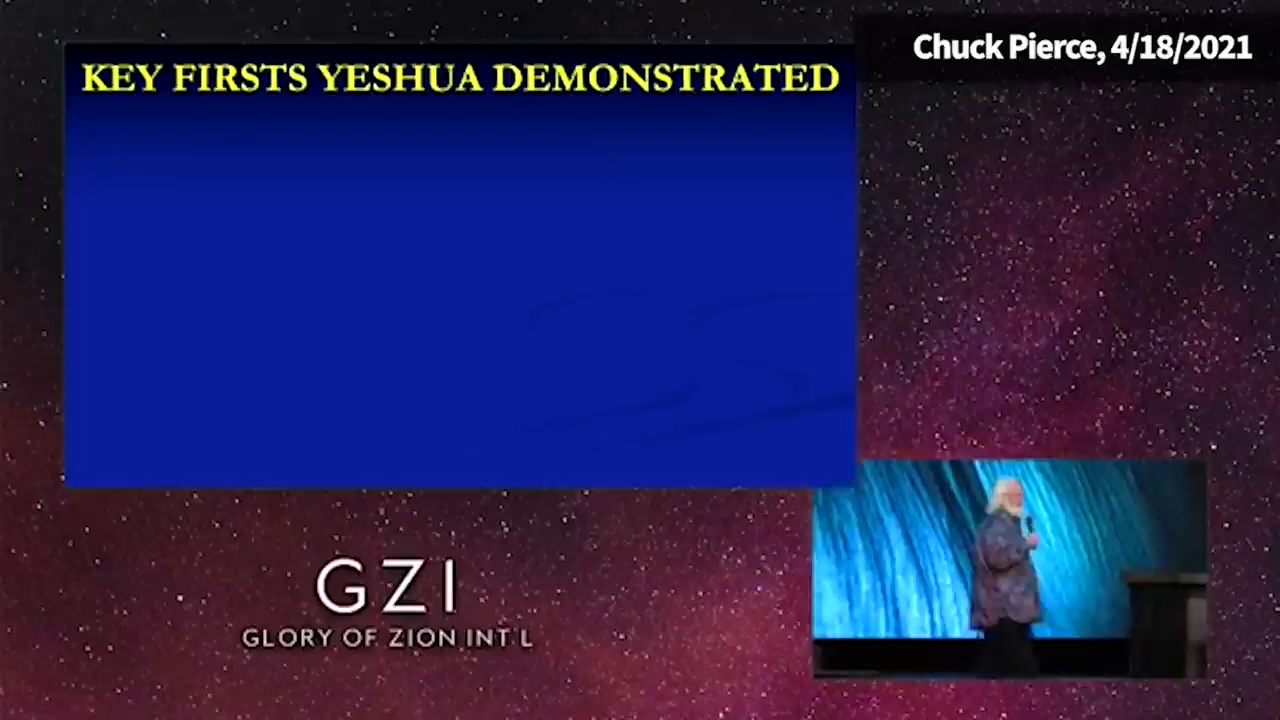 Chuck Pierce, 4/18/2021
KEY FIRSTS YESHUA DEMONSTRATED
GZI
GLORY OF ZION INT'L